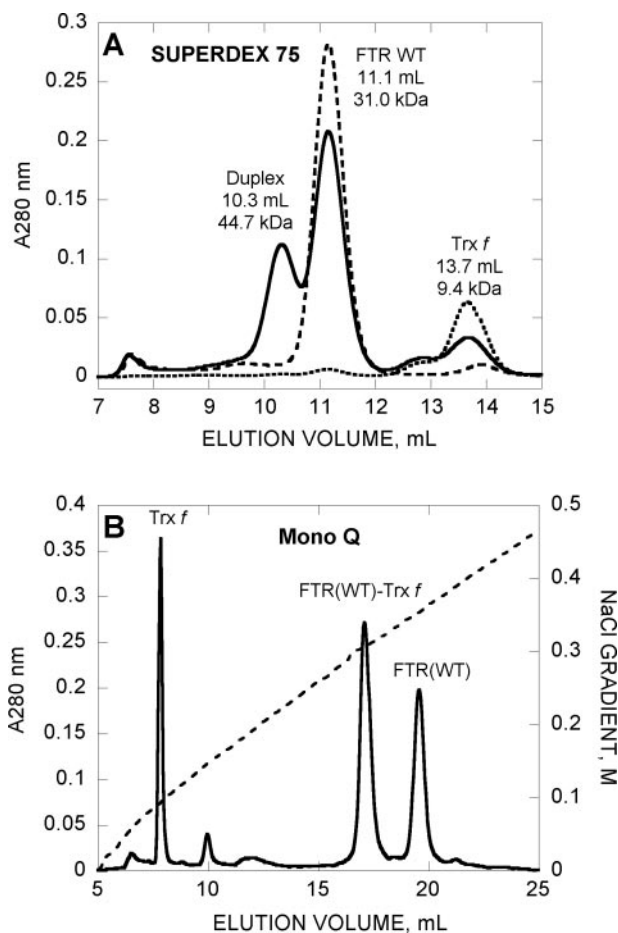 A
SUPERDEX 75
FTR WT
11.1 mL
31.0 kDa
Duplex
10.3 mL
44.7 kDa
Trx f
13.7 mL
9.4 kDa
0.3
0.25
0.2
0.15
0.1
0.05
0
A280 nm
7 8 9 10 11 12 13 14 15
ELUTION VOLUME, mL
B
Trx f
Mono Q
FTR(WT)-Trx f
FTR(WT)
0.4
0.35
0.3
0.25
0.2
0.15
0.1
0.05
0
A280 nm
0.5
0.4
0.3
0.2
0.1
0
NaCl GRADIENT, M
5 10 15 20 25
ELUTION VOLUME, mL